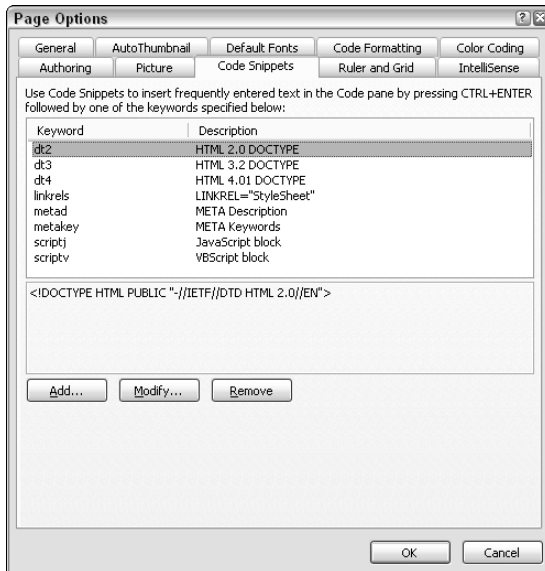 Page Options
General AutoThumbnail Default Fonts Code Formatting Color Coding
Authoring Picture Code Snippets Ruler and Grid IntelliSense
Use Code Snippets to insert frequently entered text in the Code pane by pressing CTRL+ENTER
followed by one of the keywords specified below:
Keyword Description
dt2 HTML 2.0 DOCTYPE
dt3 HTML 3.2 DOCTYPE
dt4 HTML 4.01 DOCTYPE
linkrels LINKREL="StyleSheet"
metad META Description
metakey META Keywords
scriptj JavaScript block
scriptv VBScript block
<!DOCTYPE HTML PUBLIC "-//IETF//DTD HTML 2.0//EN">
Add... Modify... Remove
OK Cancel